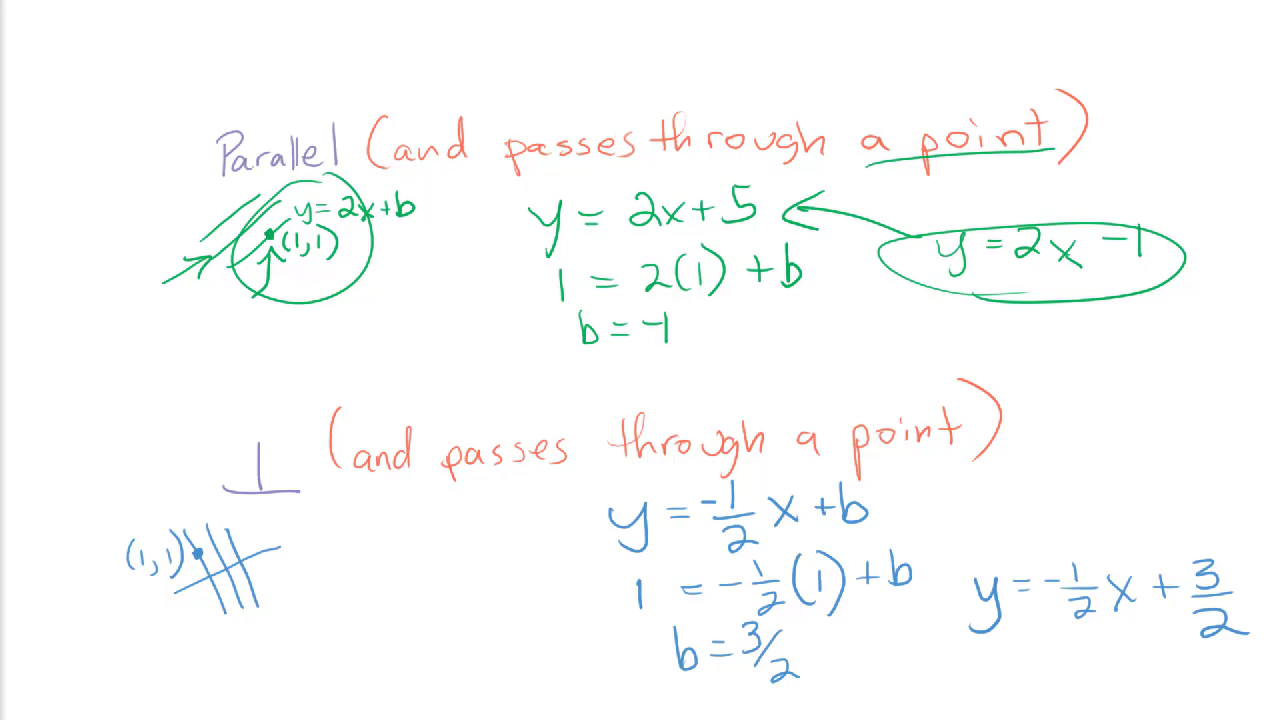 Parallel (and passes through a point)
y = 2x + b
(1,1)
y = 2x + 5
1 = 2(1) + b
b = -1
y = 2x - 1
⊥ (and passes through a point)
(1,1)
y = -1/2 x + b
1 = -1/2 (1) + b
b = 3/2
y = -1/2 x + 3/2